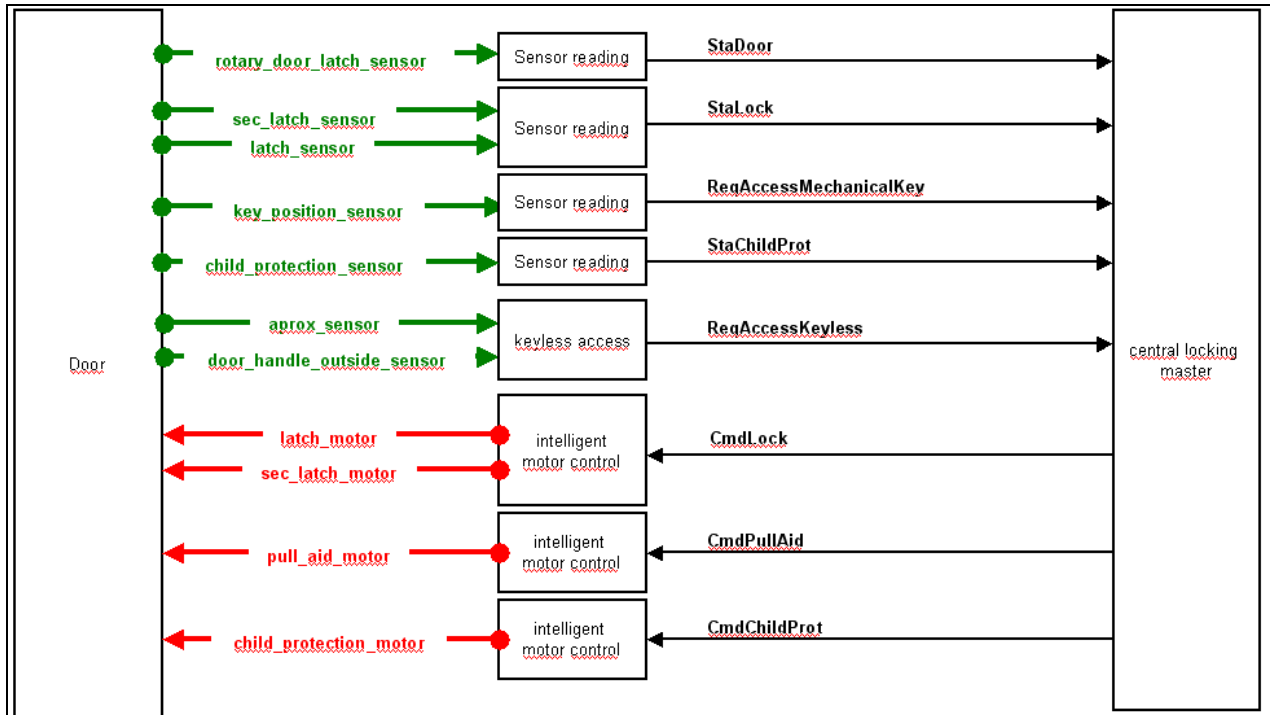 rotary_door_latch_sensor
Sensor reading
StaDoor
sec_latch_sensor
latch_sensor
Sensor reading
StaLock
key_position_sensor
Sensor reading
ReqAccessMechanicalKey
child_protection_sensor
Sensor reading
StaChildProt
aprox_sensor
door_handle_outside_sensor
keyless access
ReqAccessKeyless
Door
central locking
master
latch_motor
sec_latch_motor
intelligent
motor control
CmdLock
pull_aid_motor
intelligent
motor control
CmdPullAid
child_protection_motor
intelligent
motor control
CmdChildProt